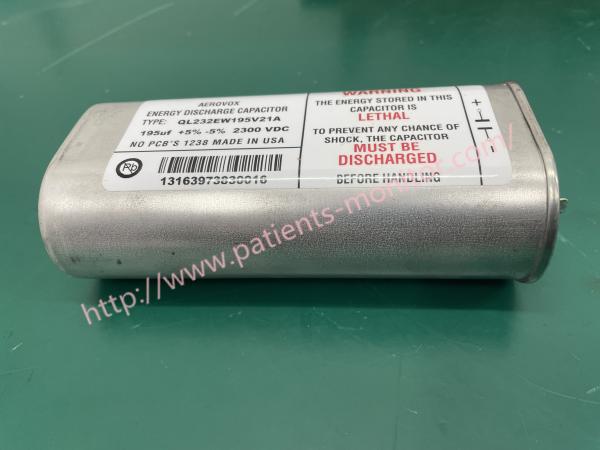 AEROVOX
ENERGY DISCHARGE CAPACITOR
TYPE: QL232EW195V21A
195uf +5% -5% 2300 VDC
NO PCB'S 1238 MADE IN USA
Pb
13163973830016
WARNING
THE ENERGY STORED IN THIS
CAPACITOR IS
LETHAL
TO PREVENT ANY CHANCE OF
SHOCK, THE CAPACITOR
MUST BE
DISCHARGED
BEFORE HANDLING
+
-
http://www.patients-monitor.com